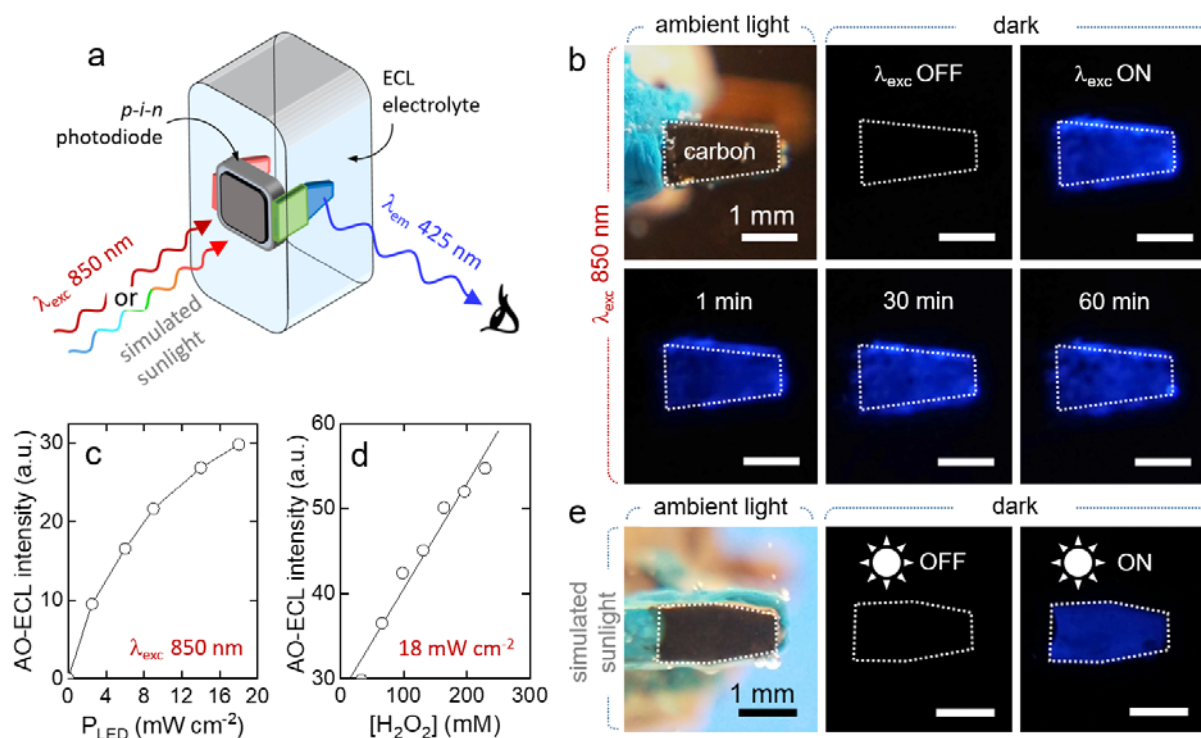 a
p-i-n
photodiode
ECL
electrolyte
λexc 850 nm
or
simulated
sunlight
λem 425 nm
b
ambient light
dark
λexc 850 nm
carbon
1 mm
λexc OFF
λexc ON
1 min
30 min
60 min
c
AO-ECL intensity (a.u.)
30
20
10
0
λexc 850 nm
0 4 8 12 16 20
PLED (mW cm-2)
d
AO-ECL intensity (a.u.)
60
50
40
30
18 mW cm-2
100 200 300
[H2O2] (mM)
e
ambient light
dark
simulated
sunlight
1 mm
OFF
ON